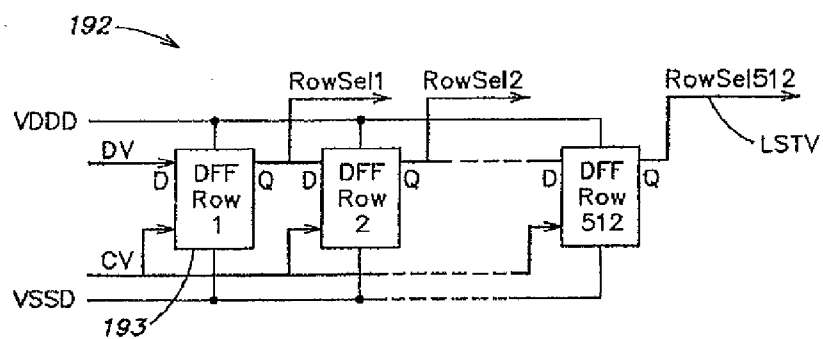 192
RowSel1
RowSel2
RowSel512
LSTV
VDDD
DV
D DFF Row 1 Q
D DFF Row 2 Q
D DFF Row 512 Q
CV
VSSD
193